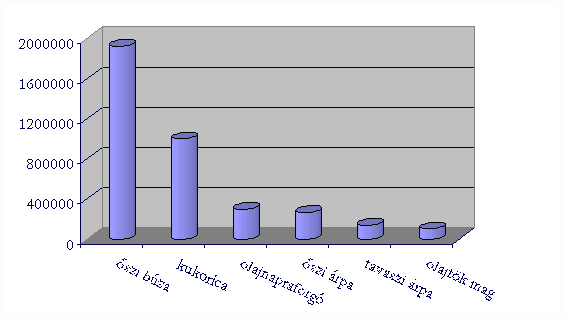 2000000
1600000
1200000
800000
400000
0
őszi búza
kukorica
olajnapraforgó
őszi árpa
tavaszi árpa
olajtök mag